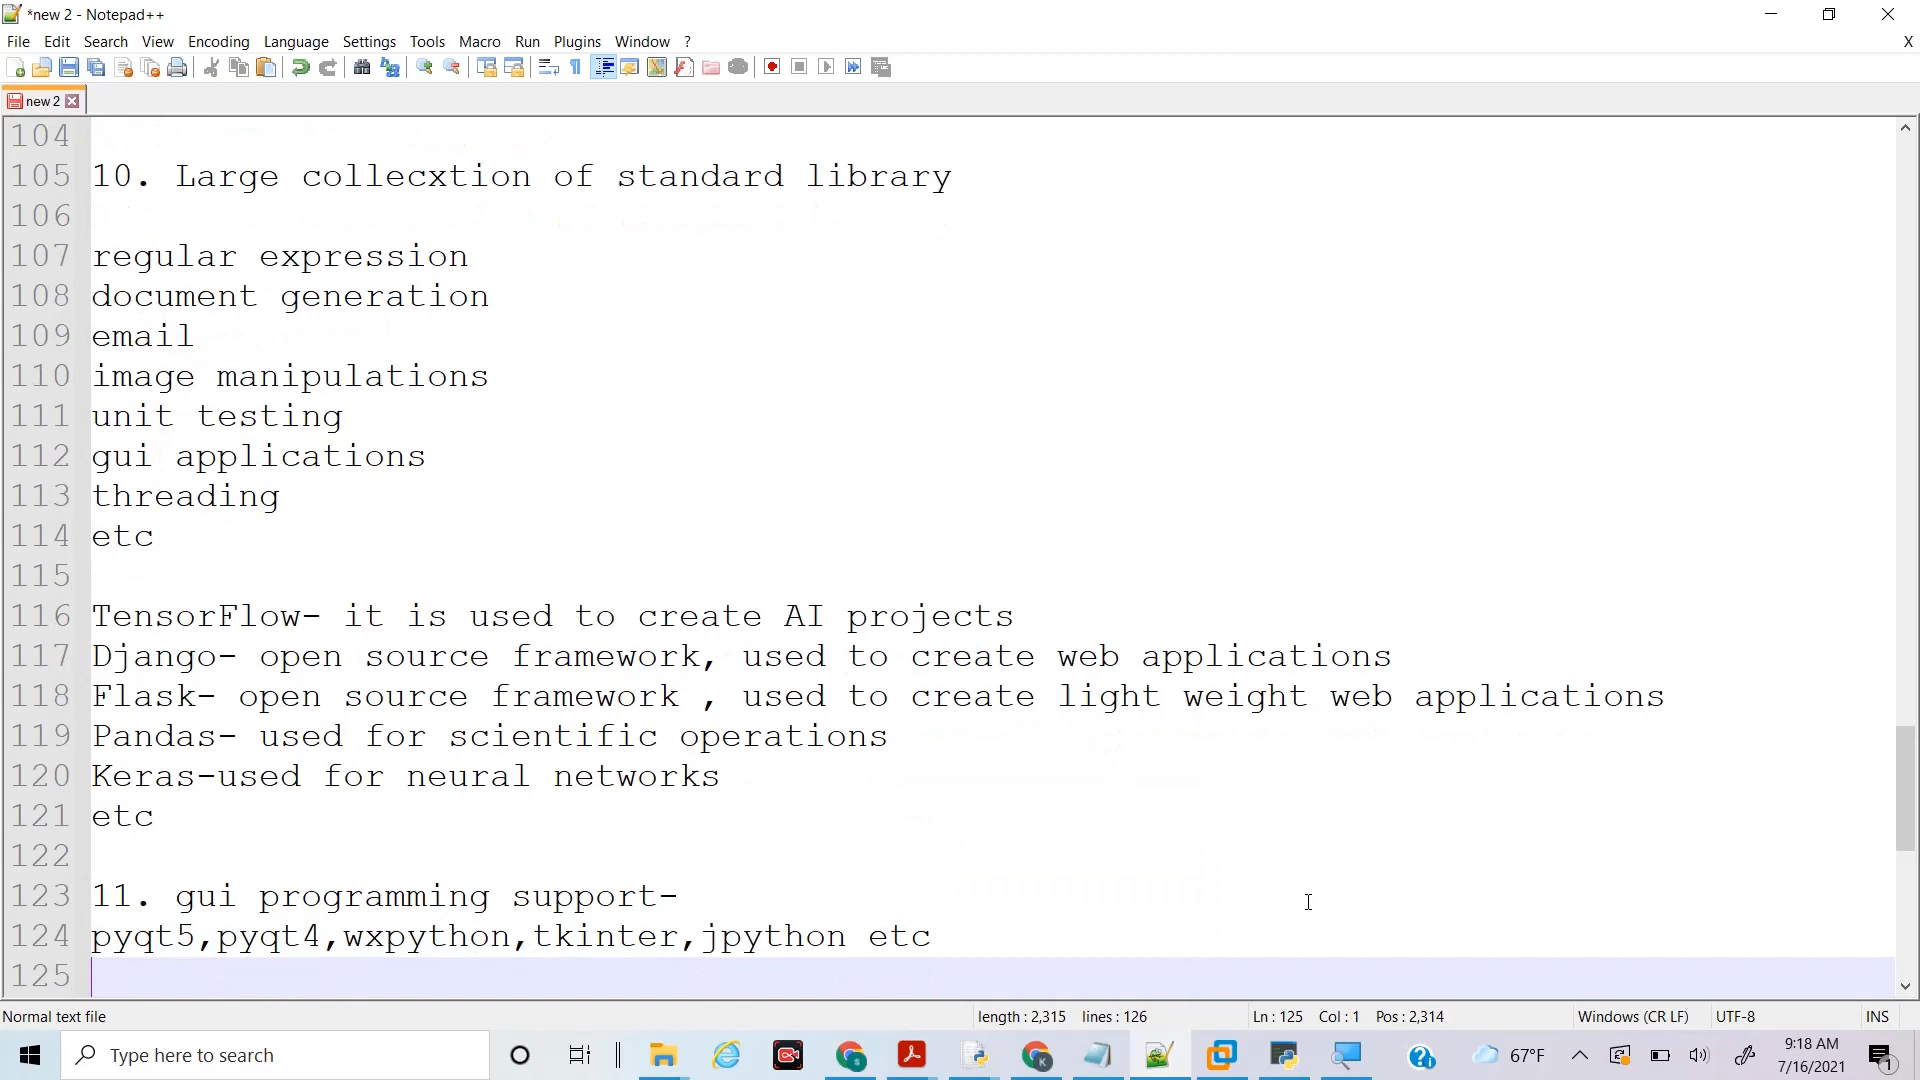 *new 2 - Notepad++
File Edit Search View Encoding Language Settings Tools Macro Run Plugins Window ? X
new 2
104
105 10. Large collecxtion of standard library
106
107 regular expression
108 document generation
109 email
110 image manipulations
111 unit testing
112 gui applications
113 threading
114 etc
115
116 TensorFlow- it is used to create AI projects
117 Django- open source framework, used to create web applications
118 Flask- open source framework , used to create light weight web applications
119 Pandas- used for scientific operations
120 Keras-used for neural networks
121 etc
122
123 11. gui programming support-
124 pyqt5,pyqt4,wxpython,tkinter,jpython etc
125
Normal text file length : 2,315 lines : 126 Ln : 125 Col : 1 Pos : 2,314 Windows (CR LF) UTF-8 INS
Type here to search 67°F 9:18 AM
7/16/2021 1